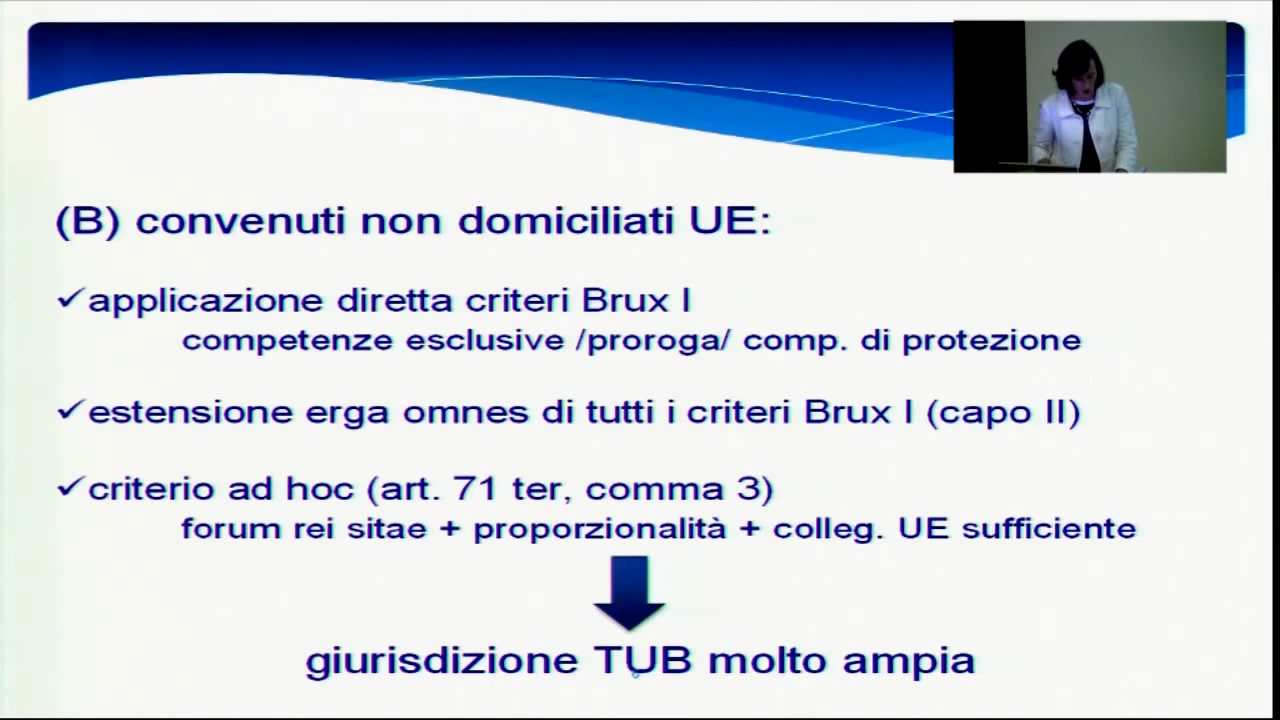 (B) convenuti non domiciliati UE:
applicazione diretta criteri Brux I
competenze esclusive /proroga/ comp. di protezione
estensione erga omnes di tutti i criteri Brux I (capo II)
criterio ad hoc (art. 71 ter, comma 3)
forum rei sitae + proporzionalità + colleg. UE sufficiente
giurisdizione TUB molto ampia